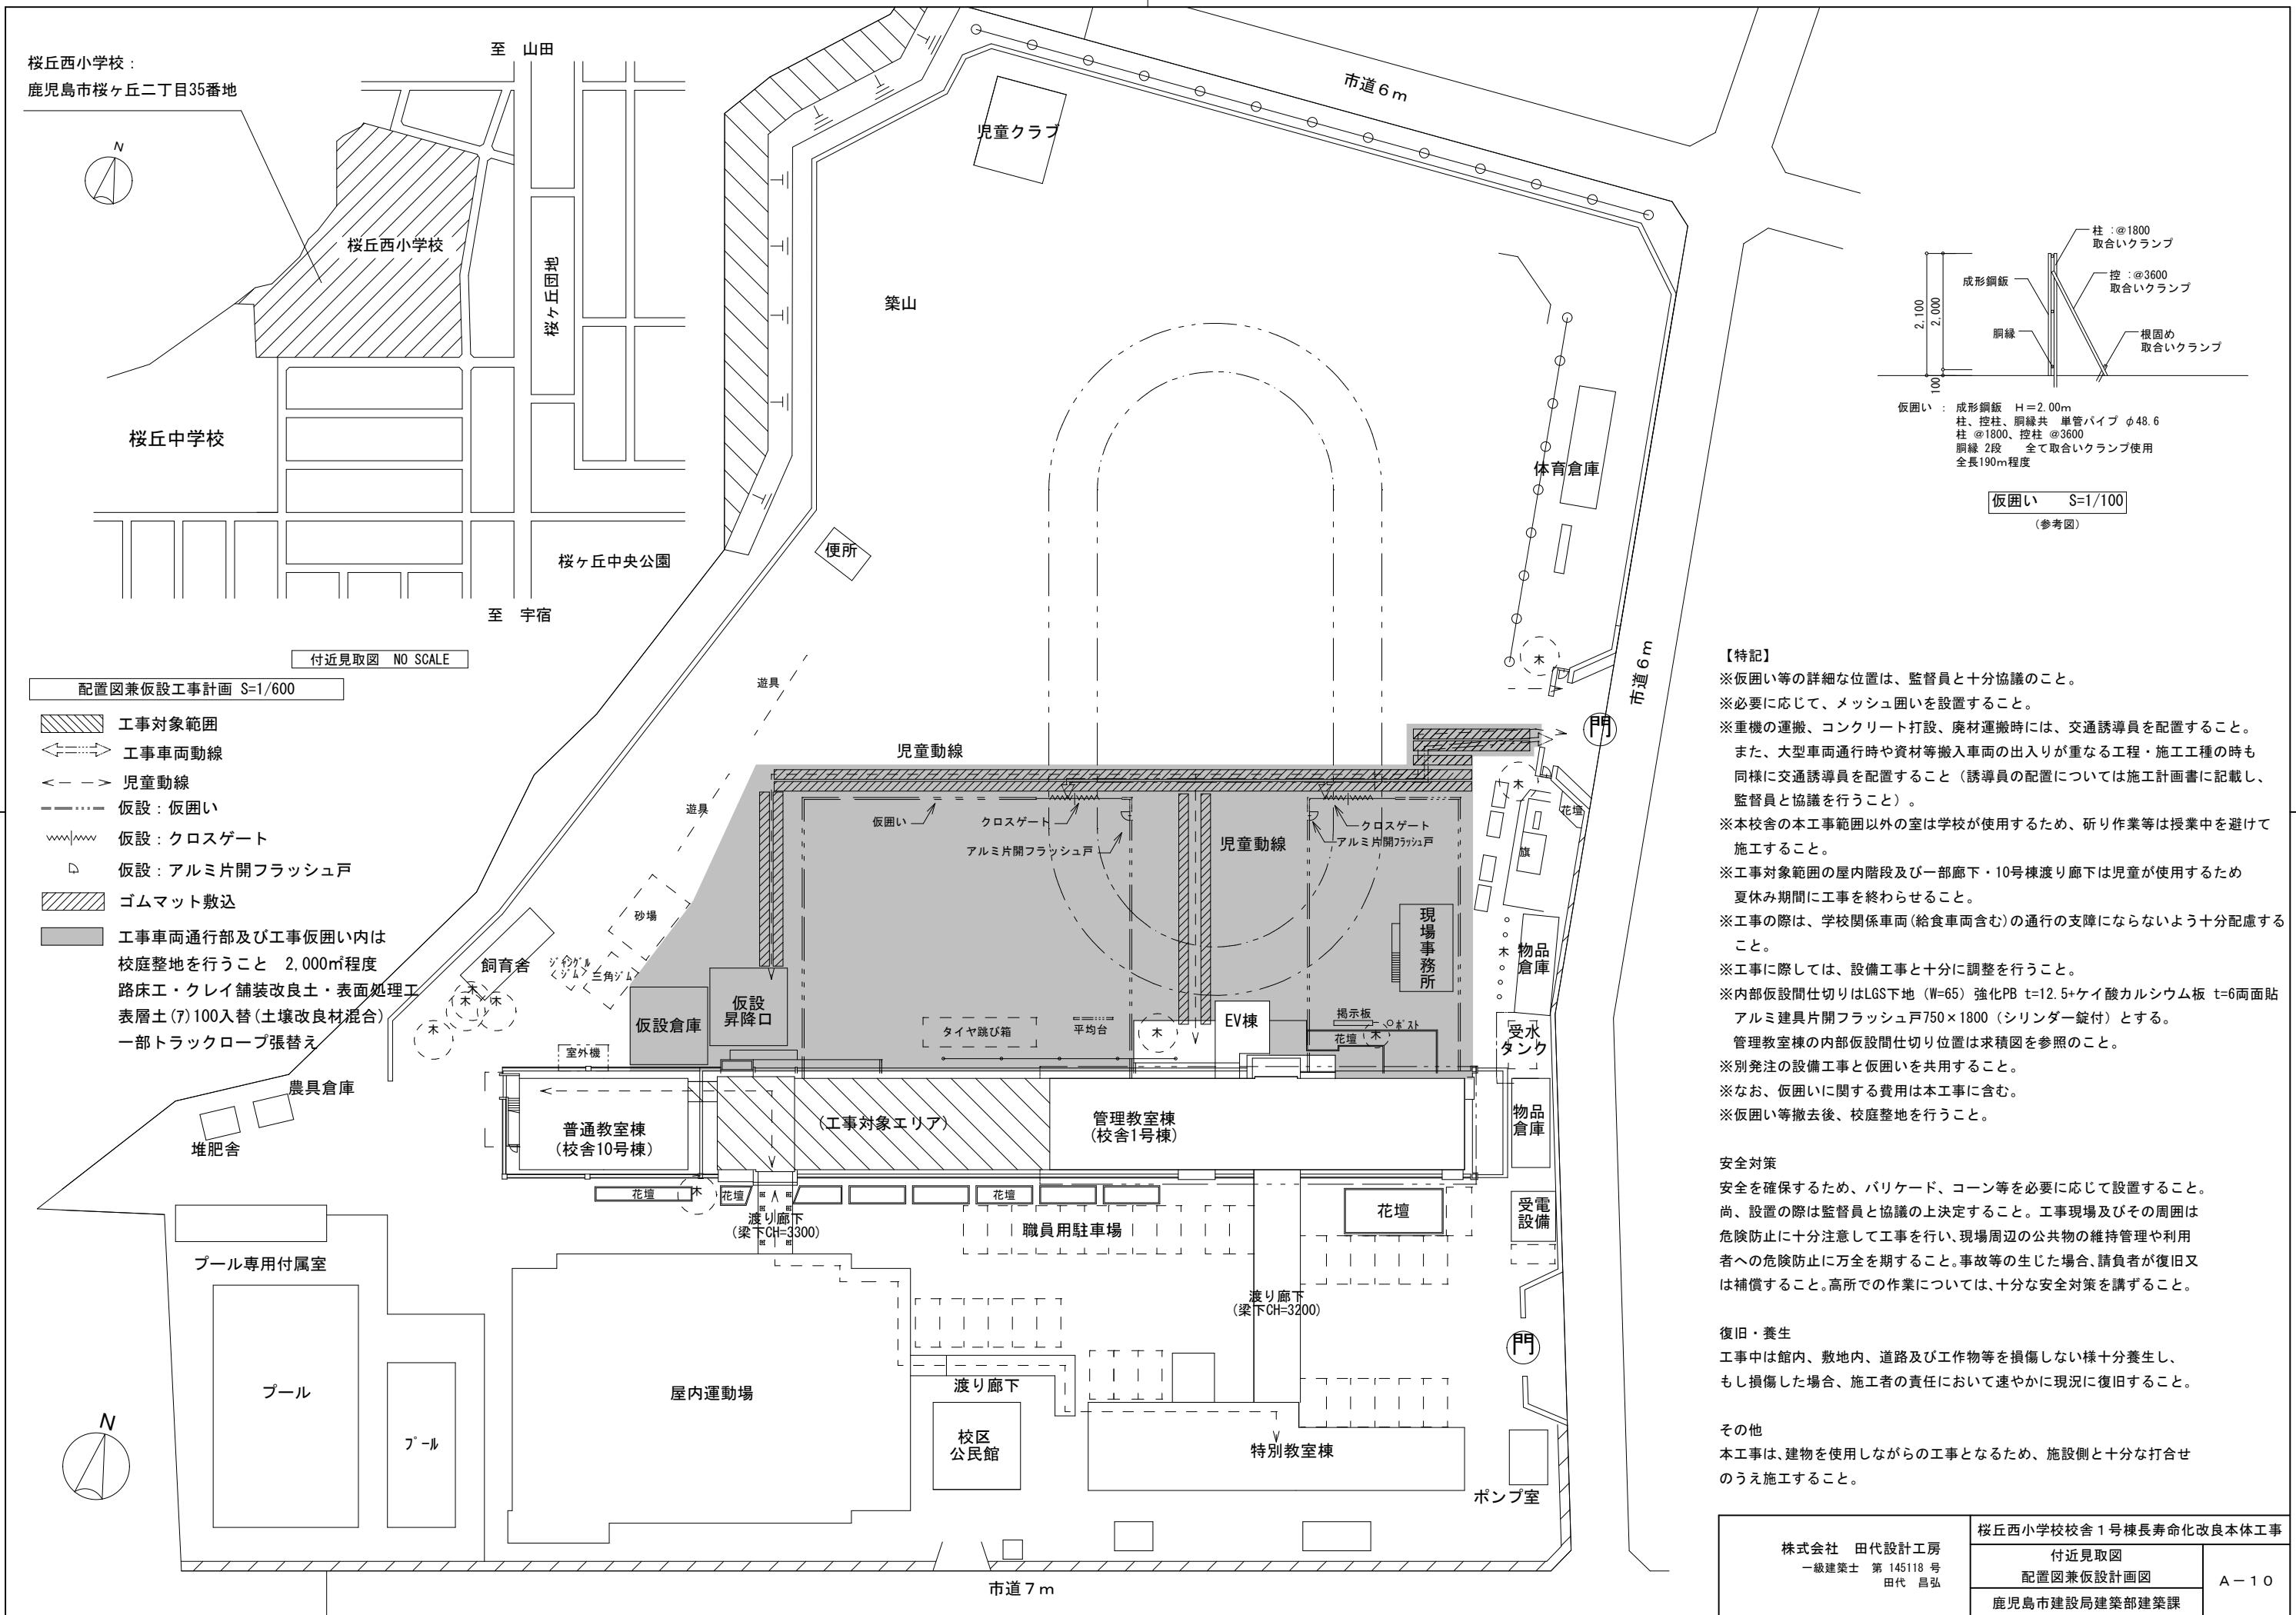 桜丘西小学校：
鹿児島市桜ヶ丘二丁目35番地
N
至　山田
桜丘西小学校
桜ヶ丘団地
桜丘中学校
桜ヶ丘中央公園
至　宇宿
付近見取図　NO SCALE
配置図兼仮設工事計画 S=1/600
工事対象範囲
工事車両動線
児童動線
仮設：仮囲い
仮設：クロスゲート
仮設：アルミ片開フラッシュ戸
ゴムマット敷込
工事車両通行部及び工事仮囲い内は
校庭整地を行うこと　2,000㎡程度
路床工・クレイ舗装改良土・表面処理工
表層土(ｱ)100入替(土壌改良材混合)
一部トラックロープ張替え
市道６ｍ
児童クラブ
築山
体育倉庫
便所
木
市道６ｍ
門
遊具
児童動線
遊具
仮囲い
クロスゲート
アルミ片開フラッシュ戸
児童動線
クロスゲート
アルミ片開ﾌﾗｯｼｭ戸
木
花壇
旗
砂場
ｼﾞｬﾝｸﾞﾙ
ｼﾞﾑ
三角ｼﾞﾑ
飼育舎
木
木
木
木
仮設倉庫
仮設
昇降口
タイヤ跳び箱
平均台
木
EV棟
掲示板
ﾎﾟｽﾄ
花壇
木
現場事務所
木
物品
倉庫
受水
タンク
室外機
農具倉庫
堆肥舎
普通教室棟
(校舎10号棟)
(工事対象エリア)
管理教室棟
(校舎1号棟)
物品
倉庫
花壇
木
花壇
花壇
渡り廊下
(梁下CH=3300)
職員用駐車場
花壇
受電
設備
プール専用付属室
渡り廊下
(梁下CH=3200)
門
プール
ﾌﾟｰﾙ
屋内運動場
渡り廊下
校区
公民館
特別教室棟
ポンプ室
N
市道７ｍ
柱 :@1800
取合いクランプ
成形鋼鈑
控 :@3600
取合いクランプ
胴縁
根固め
取合いクランプ
2,100
2,000
100
仮囲い ： 成形鋼鈑　H＝2.00m
柱、控柱、胴縁共　単管パイプ φ48.6
柱 @1800、控柱 @3600
胴縁 2段　全て取合いクランプ使用
全長190m程度
仮囲い　　S=1/100
(参考図)
【特記】
※仮囲い等の詳細な位置は、監督員と十分協議のこと。
※必要に応じて、メッシュ囲いを設置すること。
※重機の運搬、コンクリート打設、廃材運搬時には、交通誘導員を配置すること。
また、大型車両通行時や資材等搬入車両の出入りが重なる工程・施工工種の時も
同様に交通誘導員を配置すること（誘導員の配置については施工計画書に記載し、
監督員と協議を行うこと）。
※本校舎の本工事範囲以外の室は学校が使用するため、斫り作業等は授業中を避けて
施工すること。
※工事対象範囲の屋内階段及び一部廊下・10号棟渡り廊下は児童が使用するため
夏休み期間に工事を終わらせること。
※工事の際は、学校関係車両(給食車両含む)の通行の支障にならないよう十分配慮する
こと。
※工事に際しては、設備工事と十分に調整を行うこと。
※内部仮設間仕切りはLGS下地（W=65）強化PB t=12.5+ケイ酸カルシウム板 t=6両面貼
アルミ建具片開フラッシュ戸750×1800（シリンダー錠付）とする。
管理教室棟の内部仮設間仕切り位置は求積図を参照のこと。
※別発注の設備工事と仮囲いを共用すること。
※なお、仮囲いに関する費用は本工事に含む。
※仮囲い等撤去後、校庭整地を行うこと。
安全対策
安全を確保するため、バリケード、コーン等を必要に応じて設置すること。
尚、設置の際は監督員と協議の上決定すること。工事現場及びその周囲は
危険防止に十分注意して工事を行い､現場周辺の公共物の維持管理や利用
者への危険防止に万全を期すること｡事故等の生じた場合､請負者が復旧又
は補償すること｡高所での作業については､十分な安全対策を講ずること。
復旧・養生
工事中は館内、敷地内、道路及び工作物等を損傷しない様十分養生し、
もし損傷した場合、施工者の責任において速やかに現況に復旧すること。
その他
本工事は､建物を使用しながらの工事となるため、施設側と十分な打合せ
のうえ施工すること。
株式会社　田代設計工房
一級建築士　第 145118 号
田代　昌弘
桜丘西小学校校舎１号棟長寿命化改良本体工事
付近見取図
配置図兼仮設計画図
Ａ－１０
鹿児島市建設局建築部建築課